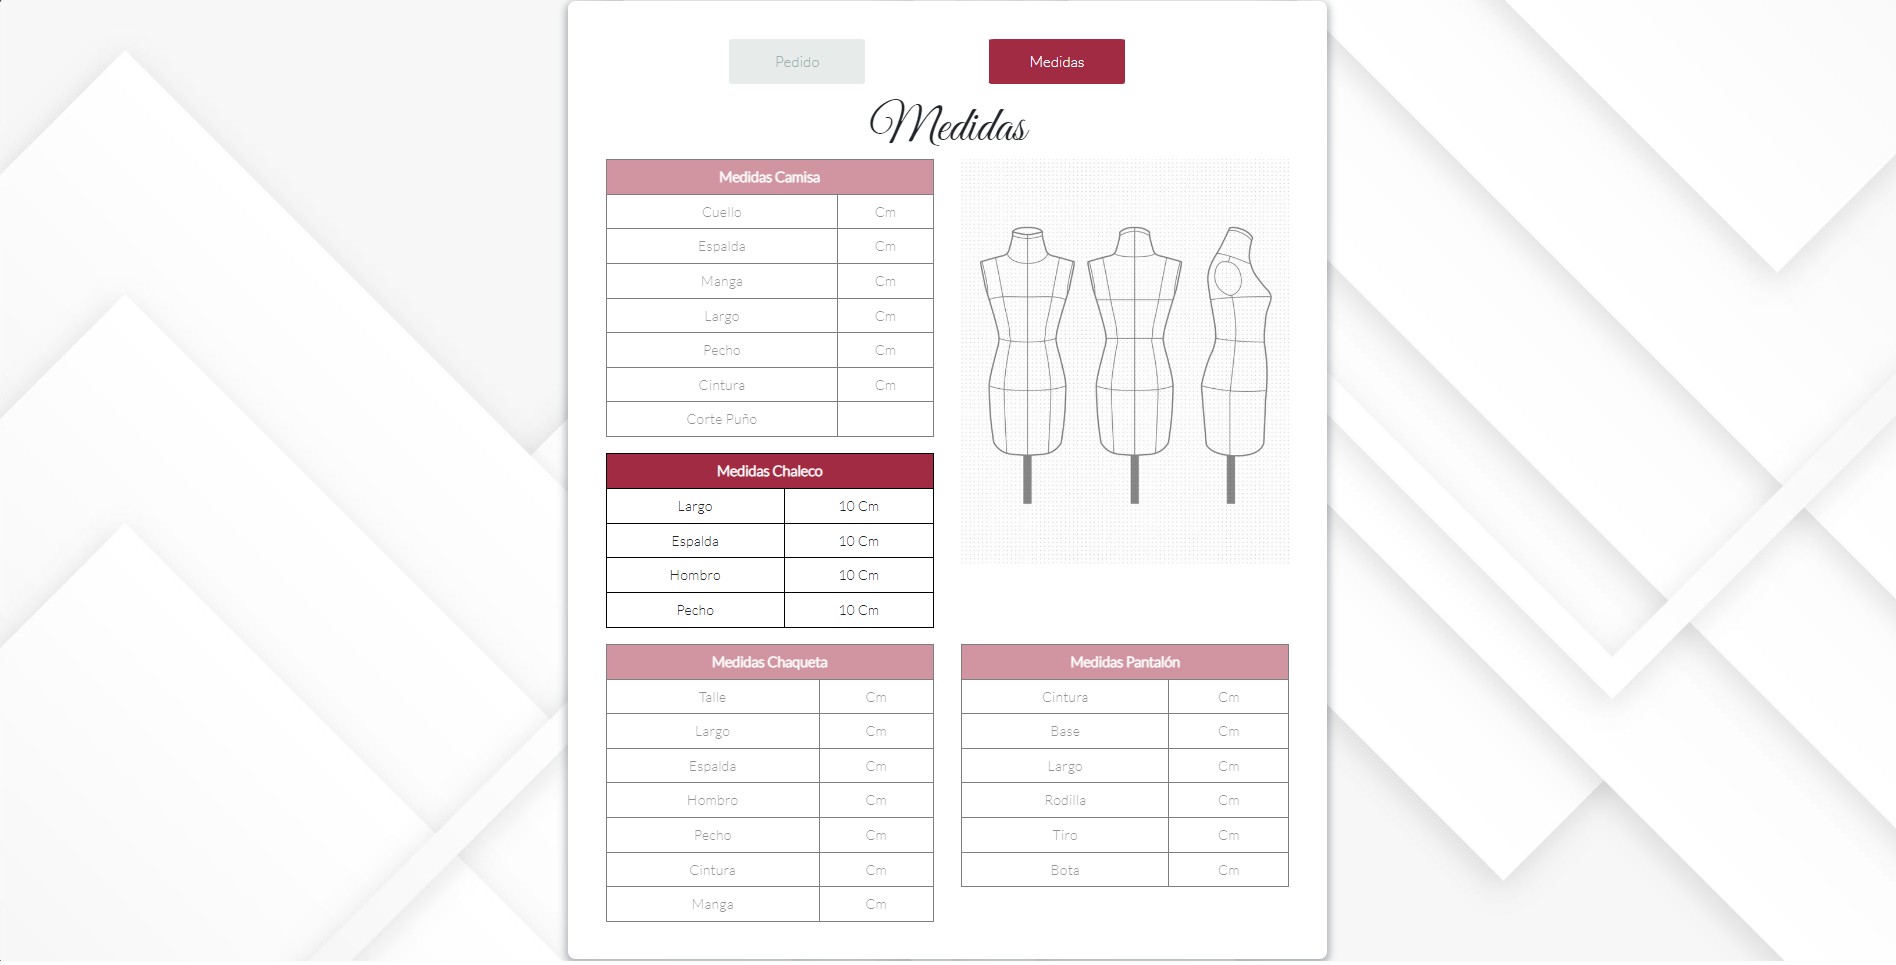 Pedido
Medidas
Medidas
Medidas Camisa
Cuello Cm
Espalda Cm
Manga Cm
Largo Cm
Pecho Cm
Cintura Cm
Corte Puño
Medidas Chaleco
Largo 10 Cm
Espalda 10 Cm
Hombro 10 Cm
Pecho 10 Cm
Medidas Chaqueta
Talle Cm
Largo Cm
Espalda Cm
Hombro Cm
Pecho Cm
Cintura Cm
Manga Cm
Medidas Pantalón
Cintura Cm
Base Cm
Largo Cm
Rodilla Cm
Tiro Cm
Bota Cm